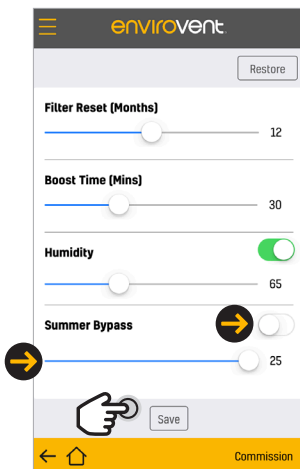 envirovent
Restore
Filter Reset (Months)
12
Boost Time (Mins)
30
Humidity
65
Summer Bypass
25
Save
Commission